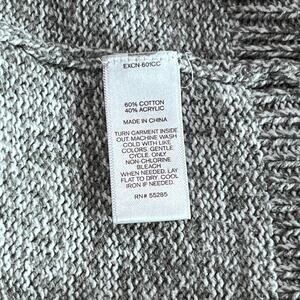 EXCN-601CC
60% COTTON
40% ACRYLIC
MADE IN CHINA
TURN GARMENT INSIDE
OUT. MACHINE WASH
COLD WITH LIKE
COLORS. GENTLE
CYCLE. ONLY
NON-CHLORINE
BLEACH
WHEN NEEDED. LAY
FLAT TO DRY. COOL
IRON IF NEEDED.
RN# 55285